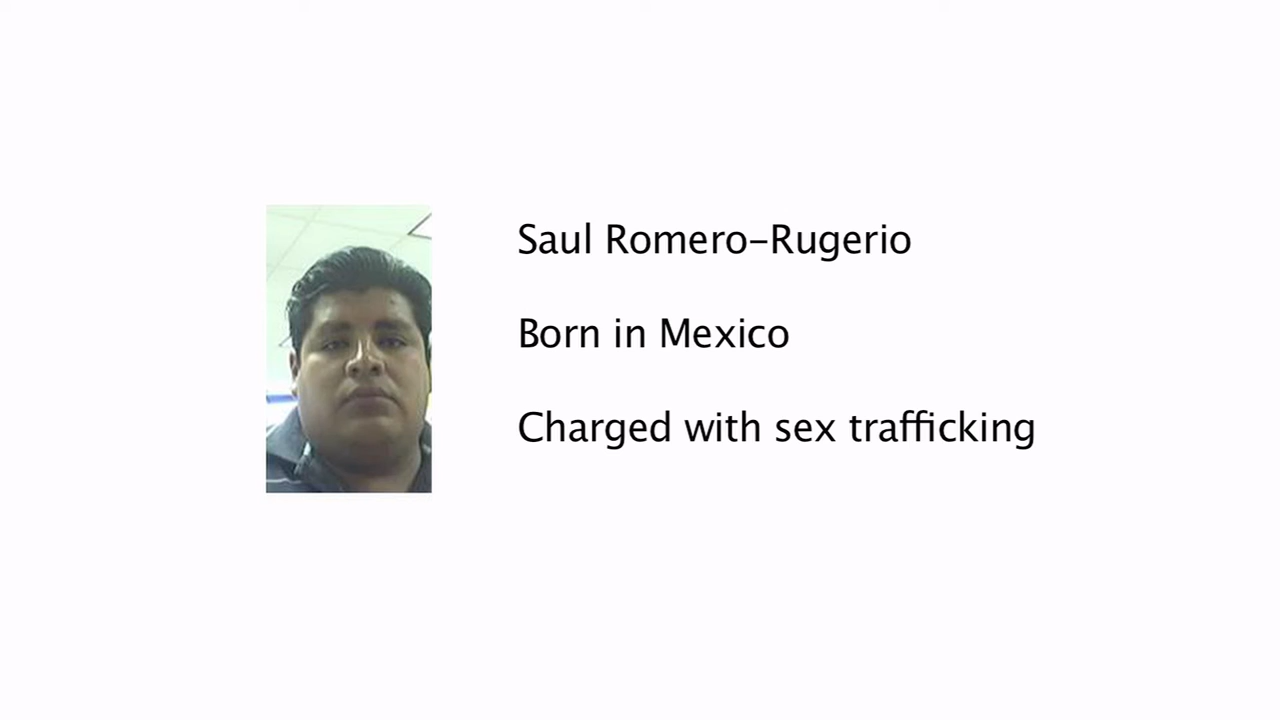 Saul Romero-Rugerio
Born in Mexico
Charged with sex trafficking